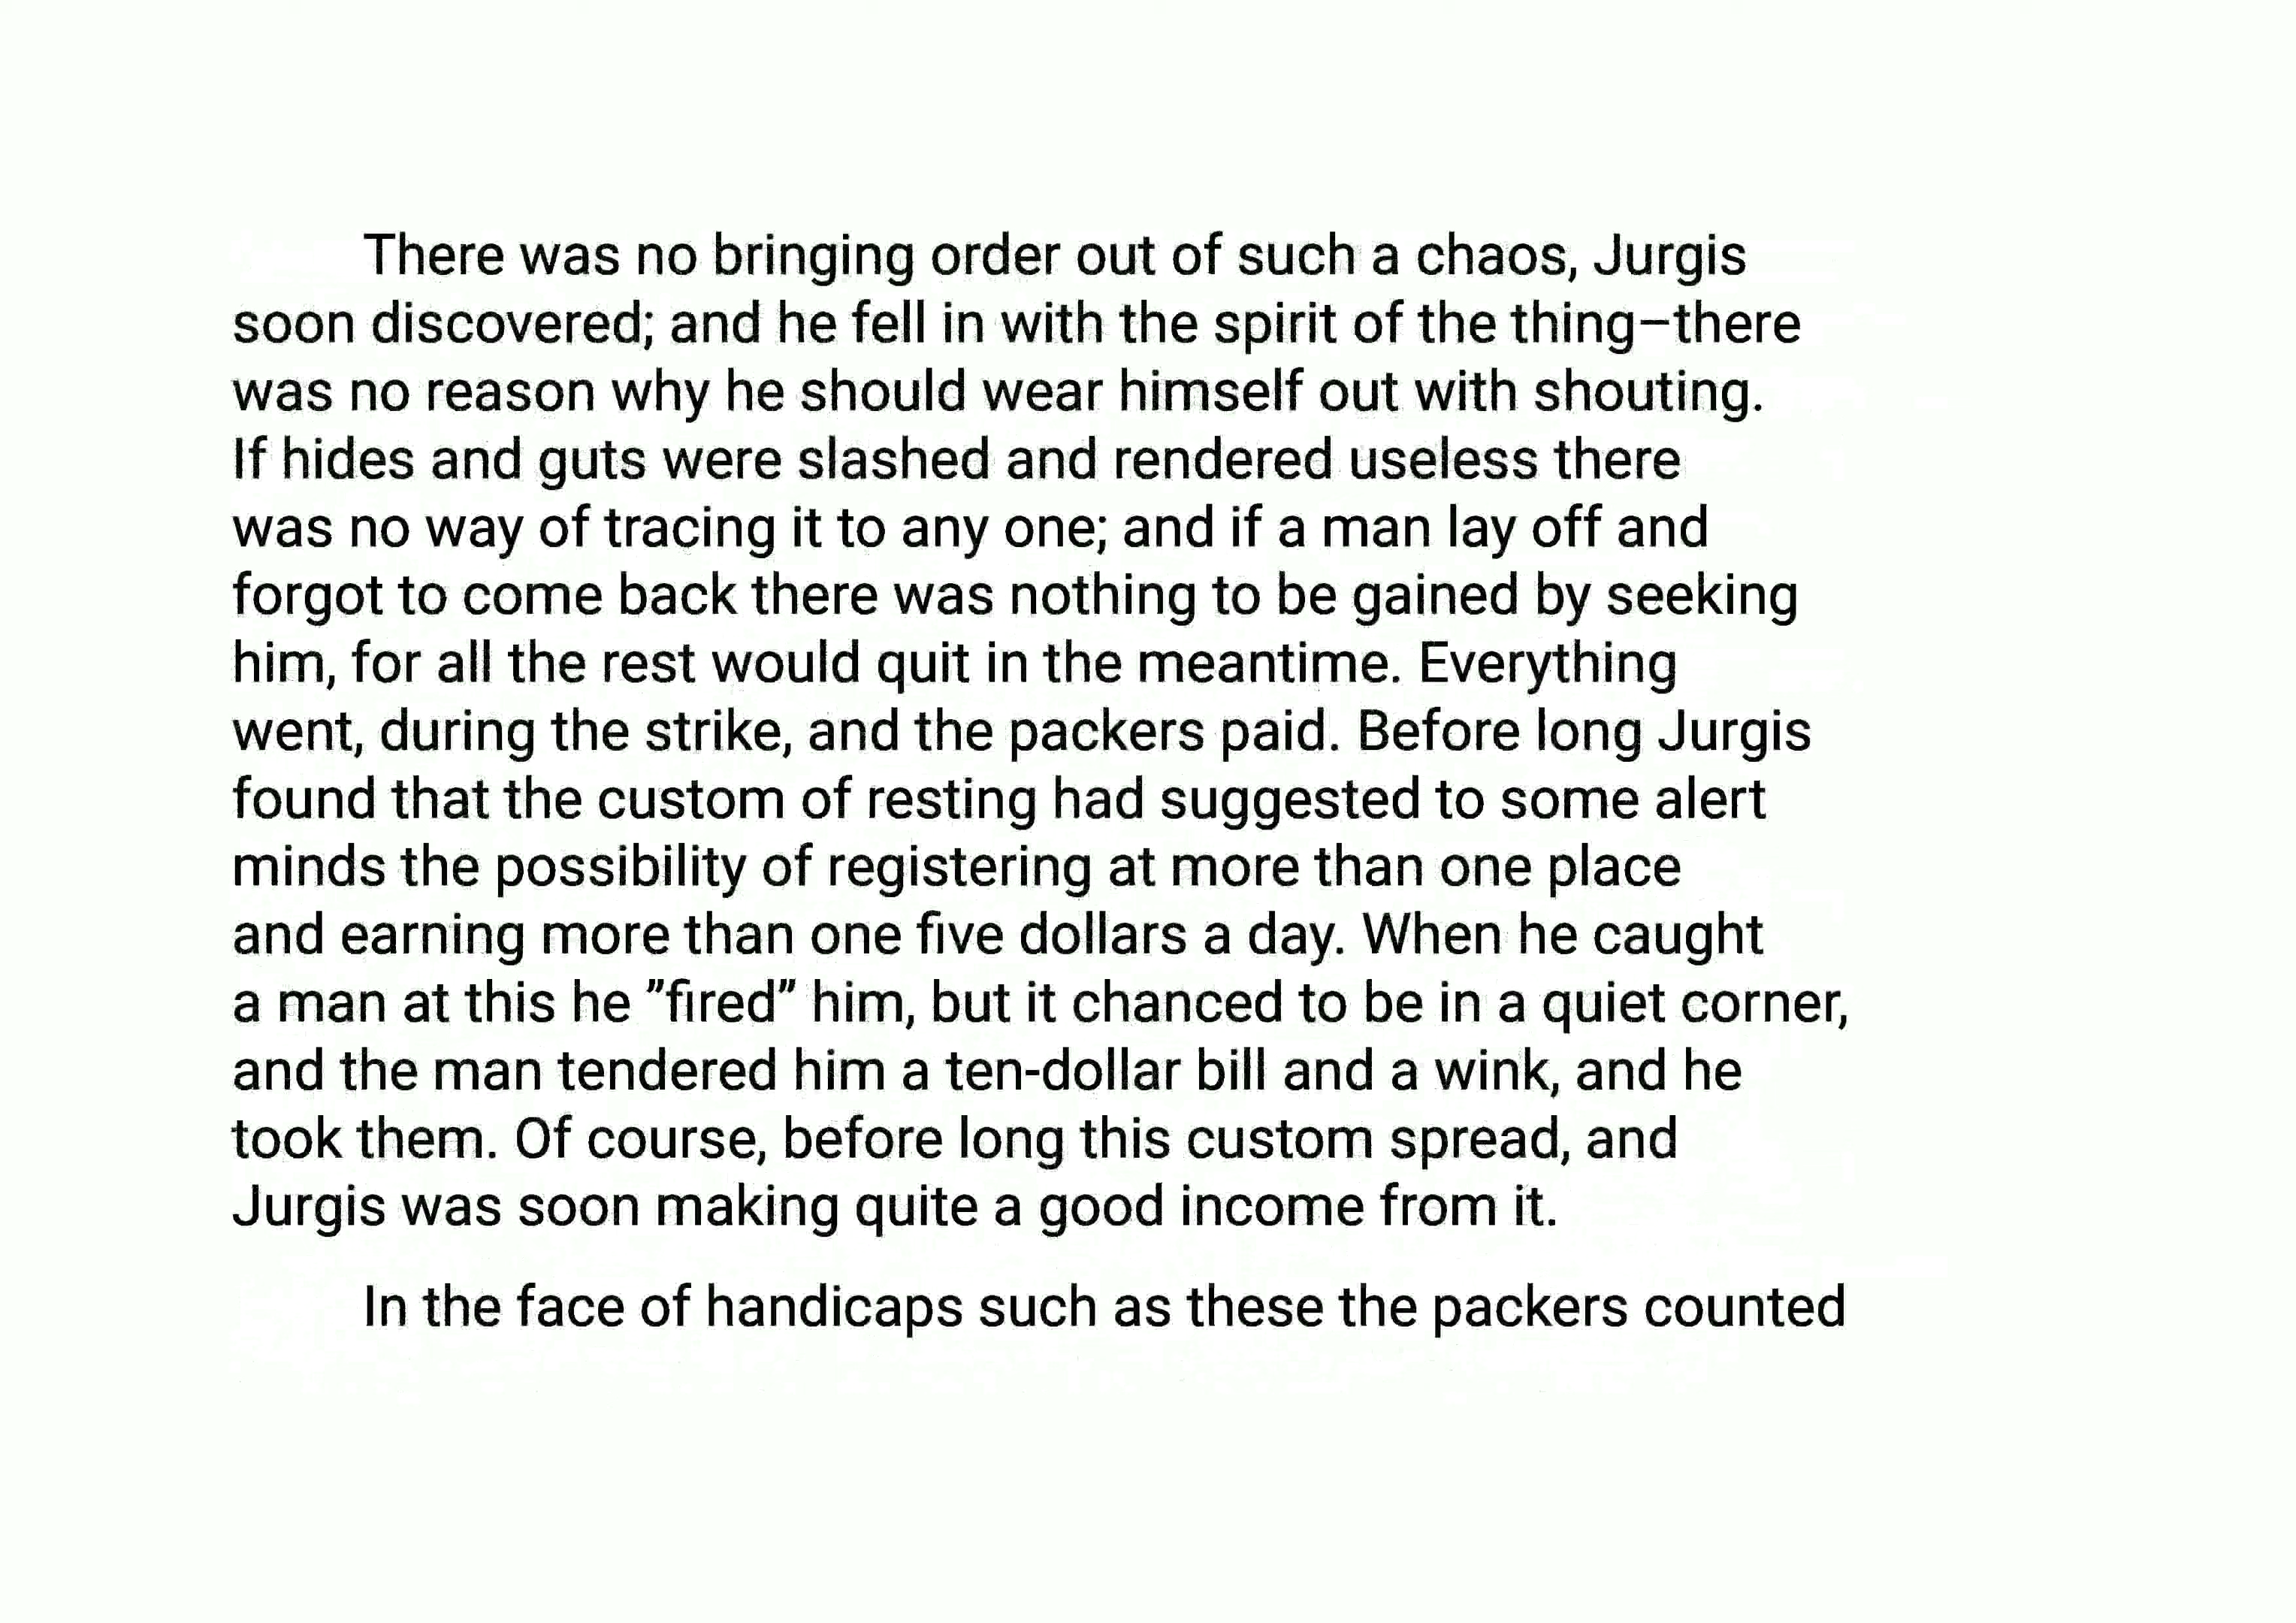 There was no bringing order out of such a chaos, Jurgis
soon discovered; and he fell in with the spirit of the thing–there
was no reason why he should wear himself out with shouting.
If hides and guts were slashed and rendered useless there
was no way of tracing it to any one; and if a man lay off and
forgot to come back there was nothing to be gained by seeking
him, for all the rest would quit in the meantime. Everything
went, during the strike, and the packers paid. Before long Jurgis
found that the custom of resting had suggested to some alert
minds the possibility of registering at more than one place
and earning more than one five dollars a day. When he caught
a man at this he ”fired” him, but it chanced to be in a quiet corner,
and the man tendered him a ten-dollar bill and a wink, and he
took them. Of course, before long this custom spread, and
Jurgis was soon making quite a good income from it.
In the face of handicaps such as these the packers counted